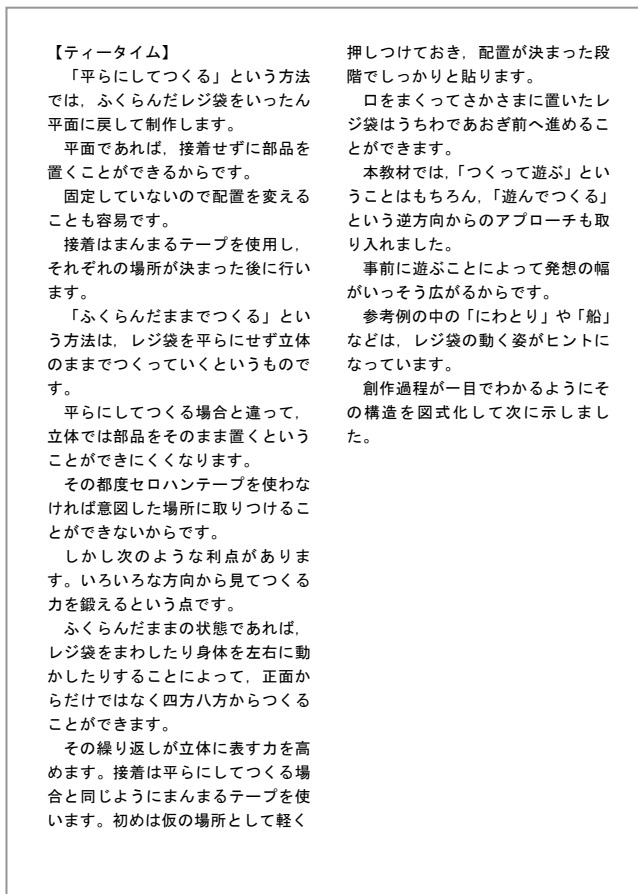 【ティータイム】
「平らにしてつくる」という方法
では，ふくらんだレジ袋をいったん
平面に戻して制作します。
平面であれば，接着せずに部品を
置くことができるからです。
固定していないので配置を変える
ことも容易です。
接着はまんまるテープを使用し，
それぞれの場所が決まった後に行い
ます。
「ふくらんだままでつくる」とい
う方法は，レジ袋を平らにせず立体
のままでつくっていくというもので
す。
平らにしてつくる場合と違って，
立体では部品をそのまま置くという
ことができにくくなります。
その都度セロハンテープを使わな
ければ意図した場所に取りつけるこ
とができないからです。
しかし次のような利点がありま
す。いろいろな方向から見てつくる
力を鍛えるという点です。
ふくらんだままの状態であれば，
レジ袋をまわしたり身体を左右に動
かしたりすることによって，正面か
らだけではなく四方八方からつくる
ことができます。
その繰り返しが立体に表す力を高
めます。接着は平らにしてつくる場
合と同じようにまんまるテープを使
います。初めは仮の場所として軽く
押しつけておき，配置が決まった段
階でしっかりと貼ります。
口をまくってさかさまに置いたレ
ジ袋はうちわであおぎ前へ進めるこ
とができます。
本教材では，「つくって遊ぶ」とい
うことはもちろん，「遊んでつくる」
という逆方向からのアプローチも取
り入れました。
事前に遊ぶことによって発想の幅
がいっそう広がるからです。
参考例の中の「にわとり」や「船」
などは，レジ袋の動く姿がヒントに
なっています。
創作過程が一目でわかるようにそ
の構造を図式化して次に示しまし
た。